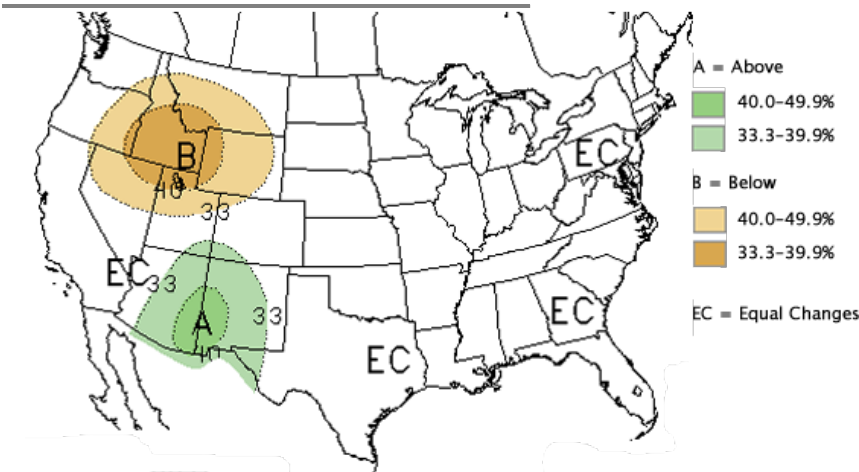 B
40
33
EC
33
A
33
40
EC
EC
EC
A = Above
40.0-49.9%
33.3-39.9%
B = Below
40.0-49.9%
33.3-39.9%
EC = Equal Changes